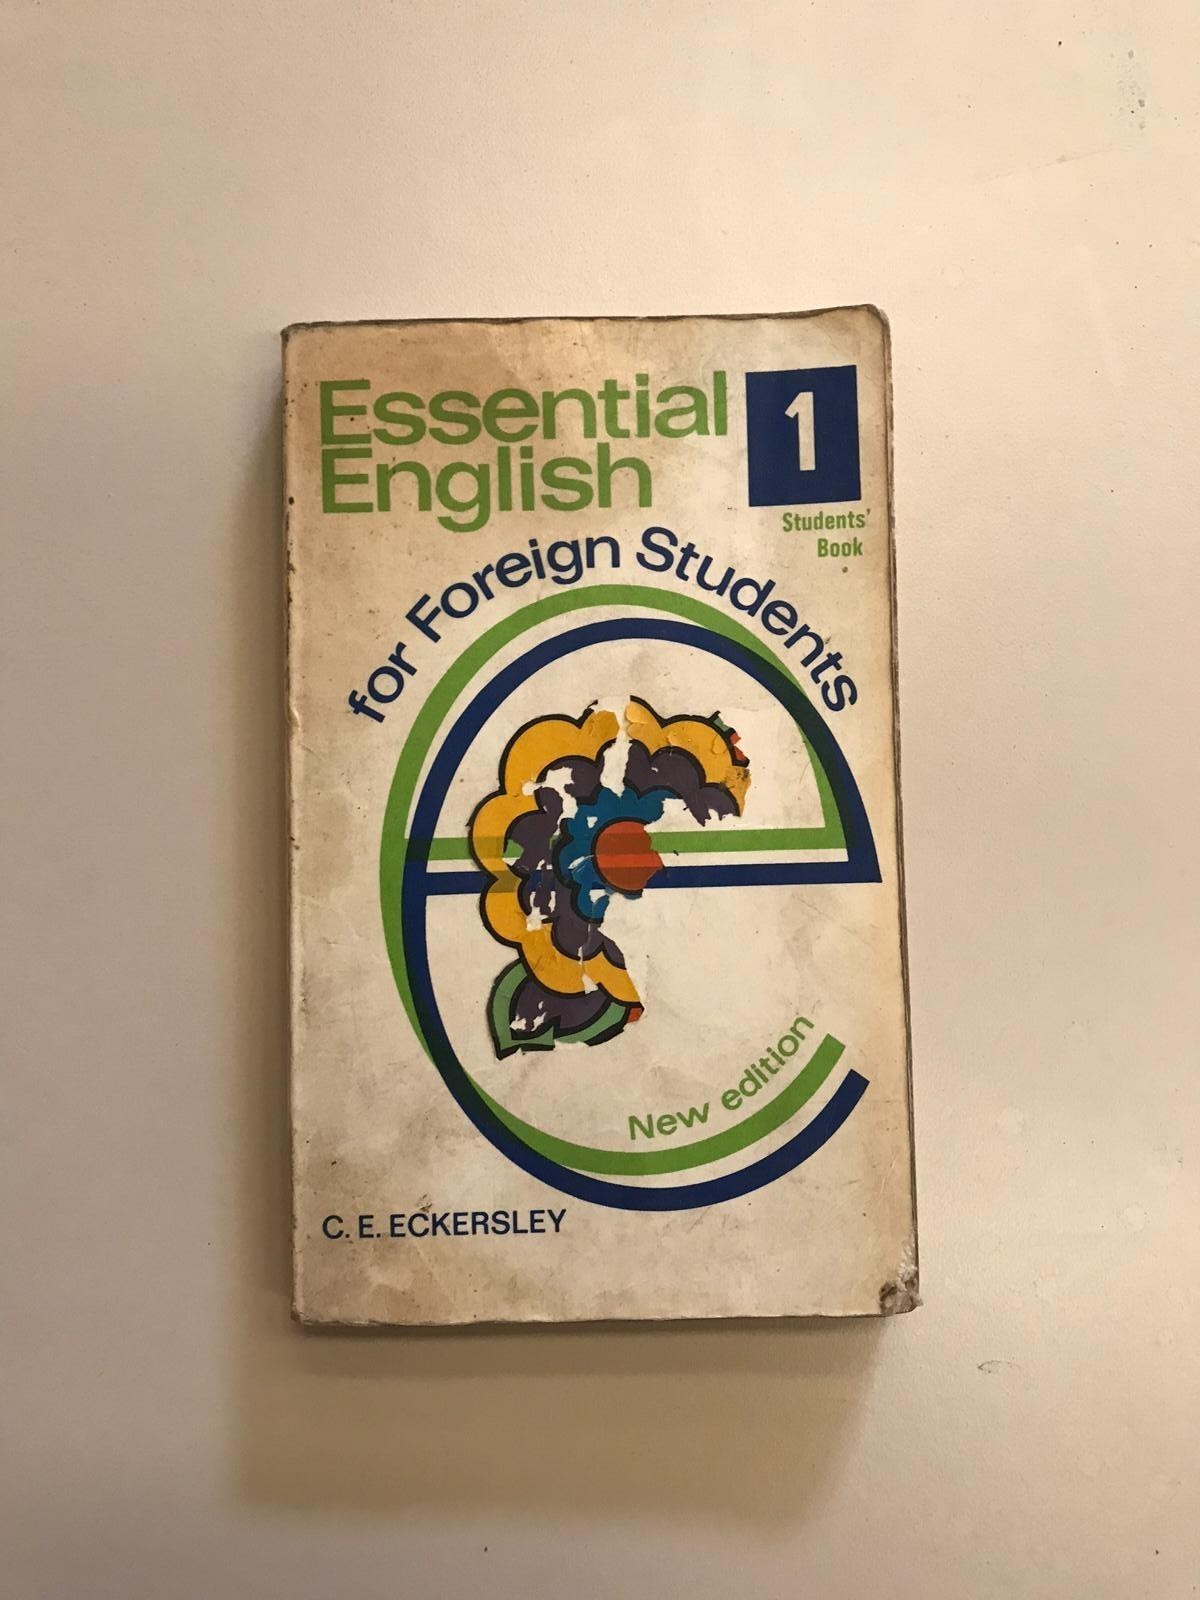 Essential
English
1
Students'
Book
for Foreign Students
New edition
C. E. ECKERSLEY